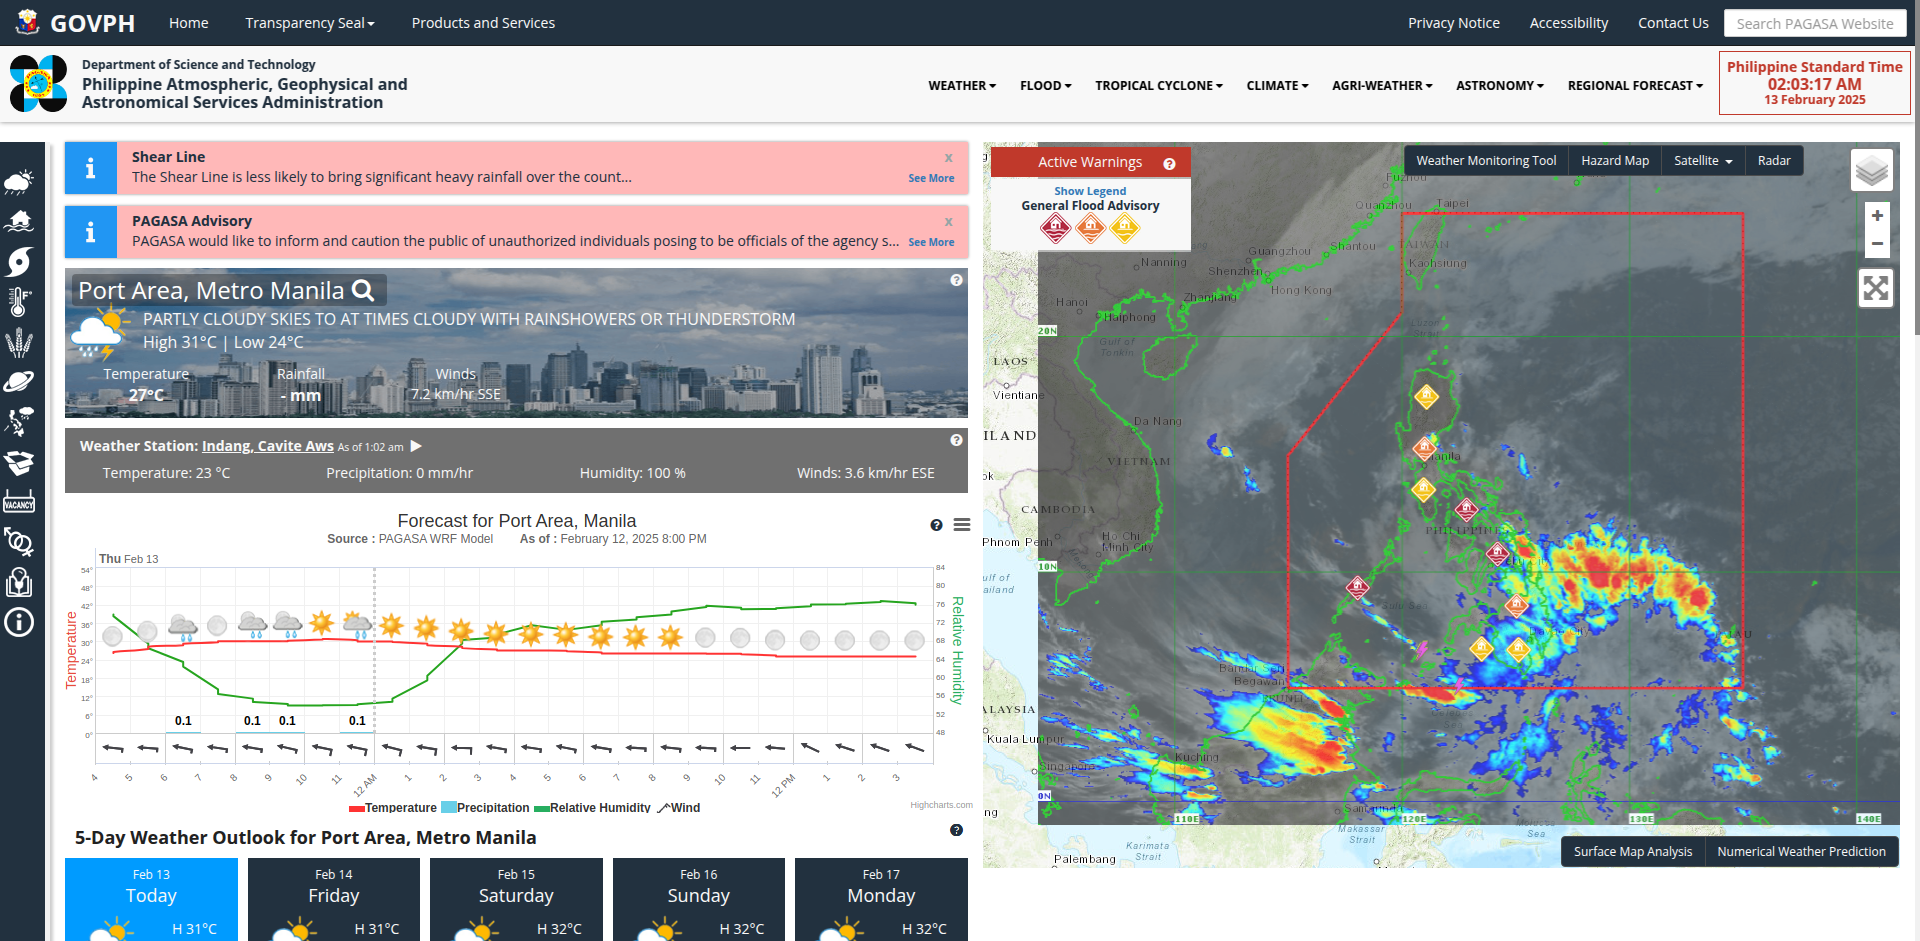 GOVPH
Home
Transparency Seal
Products and Services
Privacy Notice
Accessibility
Contact Us
Search PAGASA Website
Department of Science and Technology
Philippine Atmospheric, Geophysical and
Astronomical Services Administration
WEATHER
FLOOD
TROPICAL CYCLONE
CLIMATE
AGRI-WEATHER
ASTRONOMY
REGIONAL FORECAST
Philippine Standard Time
02:03:17 AM
13 February 2025
VACANCY
Shear Line
x
The Shear Line is less likely to bring significant heavy rainfall over the count...
See More
PAGASA Advisory
x
PAGASA would like to inform and caution the public of unauthorized individuals posing to be officials of the agency s...
See More
Port Area, Metro Manila
PARTLY CLOUDY SKIES TO AT TIMES CLOUDY WITH RAINSHOWERS OR THUNDERSTORM
High 31°C | Low 24°C
Temperature
Rainfall
Winds
27°C
- mm
7.2 km/hr SSE
Weather Station: Indang, Cavite Aws As of 1:02 am
Temperature: 23 °C
Precipitation: 0 mm/hr
Humidity: 100 %
Winds: 3.6 km/hr ESE
Forecast for Port Area, Manila
Source : PAGASA WRF Model As of : February 12, 2025 8:00 PM
Thu Feb 13
54°
48°
42°
36°
30°
24°
18°
12°
6°
0°
Temperature
84
80
76
72
68
64
60
56
52
48
Relative Humidity
0.1
0.1
0.1
0.1
4
5
6
7
8
9
10
11
12 AM
1
2
3
4
5
6
7
8
9
10
11
12 PM
1
2
3
Temperature
Precipitation
Relative Humidity
Wind
Highcharts.com
5-Day Weather Outlook for Port Area, Metro Manila
Feb 13
Today
H 31°C
Feb 14
Friday
H 31°C
Feb 15
Saturday
H 32°C
Feb 16
Sunday
H 32°C
Feb 17
Monday
H 32°C
Active Warnings
Show Legend
General Flood Advisory
Weather Monitoring Tool
Hazard Map
Satellite
Radar
+
−
Fuzhou
Quanzhou
Taipei
TAIWAN
Kaohsiung
Shantou
Guangzhou
Shenzhen
Hong Kong
Nanning
Zhanjiang
Hanoi
Haiphong
Gulf of
Tonkin
Luzon
Strait
20N
LAOS
Vientiane
Da Nang
ILAND
VIETNAM
ok
CAMBODIA
Phnom Penh
Ho Chi
Minh City
10N
ulf of
ailand
PHILIPPINE
Sulu Sea
Bandar Seri
Begawan
BRUNEI
ALAYSIA
Kuala Lumpur
Kuching
Singapore
Celebes
Sea
0N
ng
110E
120E
130E
140E
Samarinda
Makassar
Strait
Karimata
Strait
Palembang
Sea
Surface Map Analysis
Numerical Weather Prediction